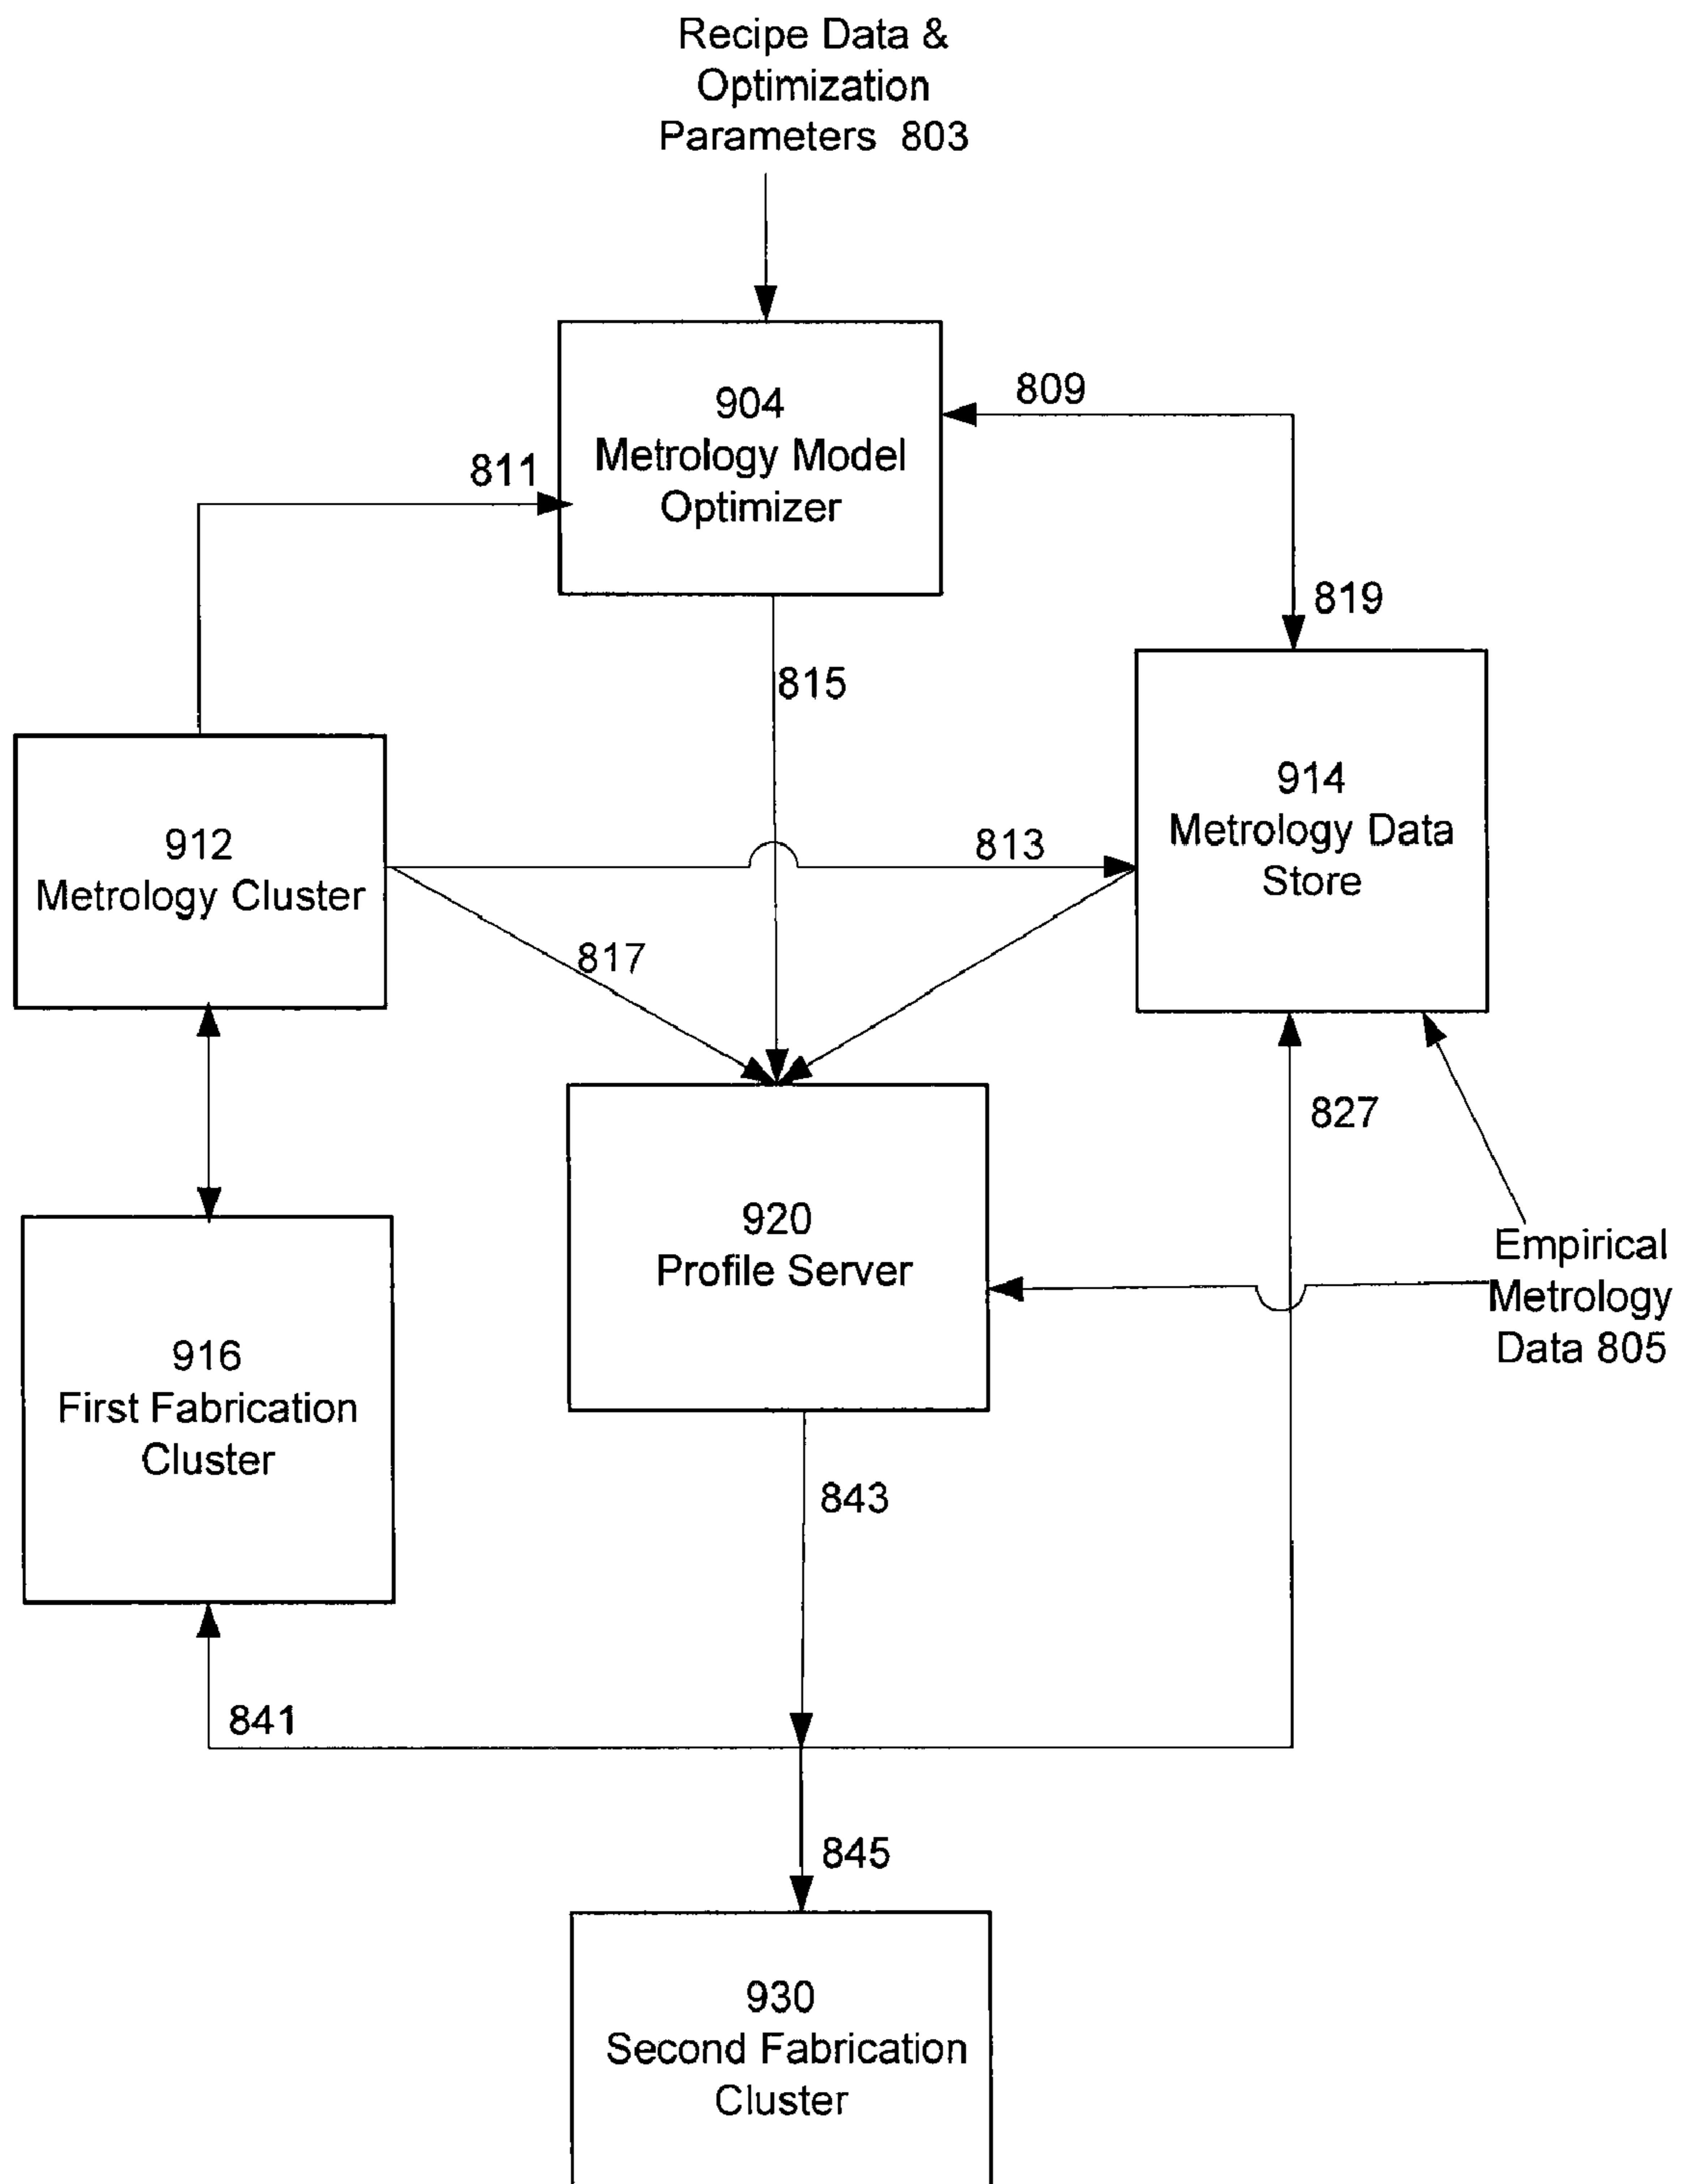 Recipe Data &
Optimization
Parameters 803
904
Metrology Model
Optimizer
809
811
819
815
914
Metrology Data
Store
912
Metrology Cluster
813
817
827
920
Profile Server
Empirical
Metrology
Data 805
916
First Fabrication
Cluster
843
841
845
930
Second Fabrication
Cluster